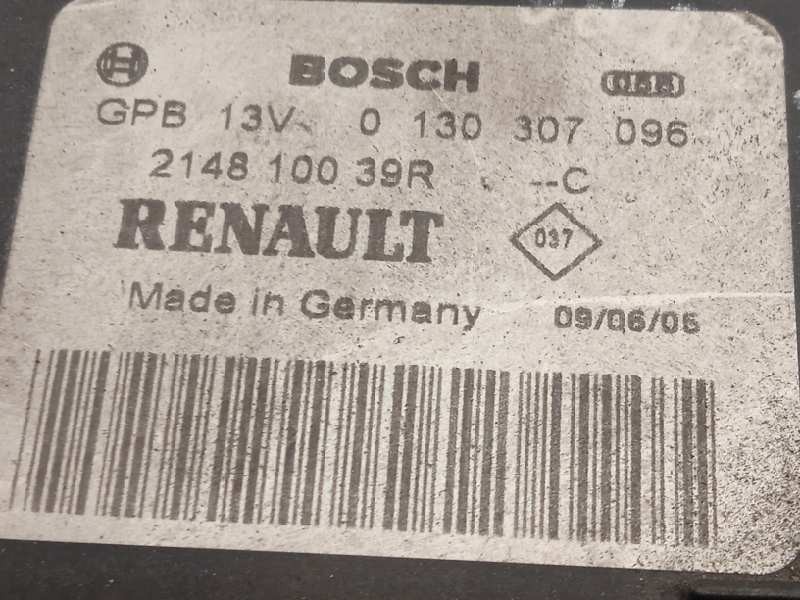 BOSCH
GPB 13V 0 130 307 096
2148 100 39R --C
RENAULT 037
Made in Germany 09/06/05